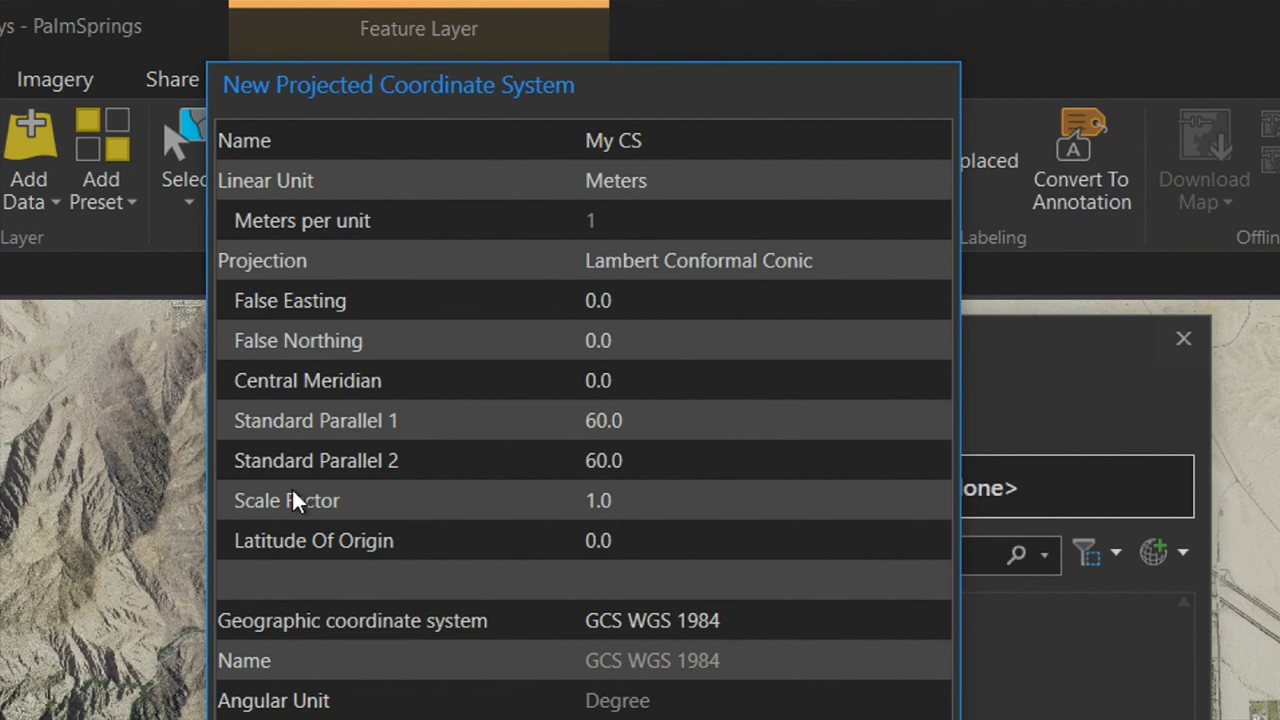 ys - PalmSprings
Feature Layer
Imagery
Share
New Projected Coordinate System
Add Data
Add Preset
Layer
Selec
placed
Convert To Annotation
Labeling
Download Map
Offlin
Name My CS
Linear Unit Meters
Meters per unit 1
Projection Lambert Conformal Conic
False Easting 0.0
False Northing 0.0
Central Meridian 0.0
Standard Parallel 1 60.0
Standard Parallel 2 60.0
Scale Factor 1.0
Latitude Of Origin 0.0
Geographic coordinate system GCS WGS 1984
Name GCS WGS 1984
Angular Unit Degree
one>